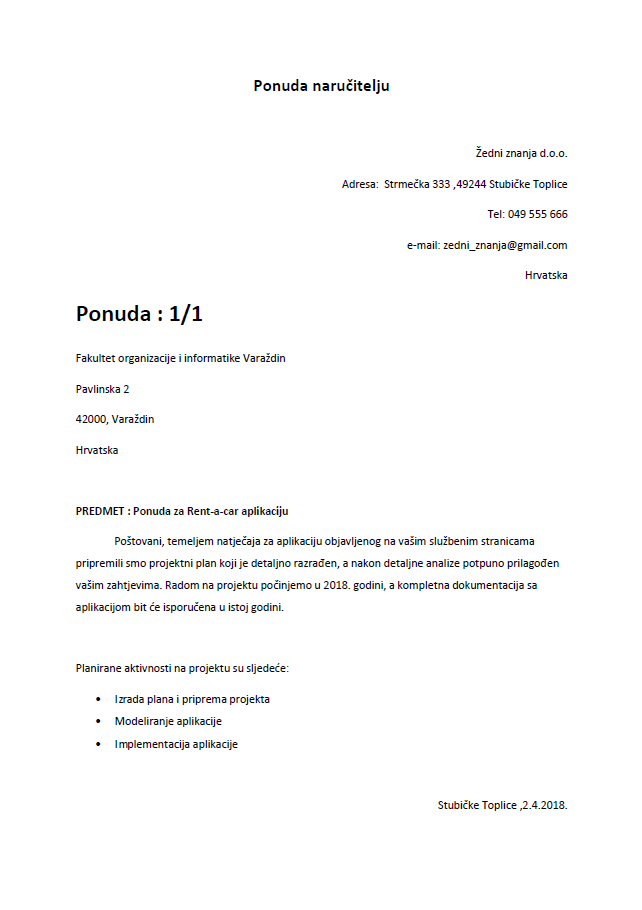 Ponuda naručitelju
Žedni znanja d.o.o.
Adresa:  Strmečka 333 ,49244 Stubičke Toplice
Tel: 049 555 666
e-mail: zedni_znanja@gmail.com
Hrvatska
Ponuda : 1/1
Fakultet organizacije i informatike Varaždin
Pavlinska 2
42000, Varaždin
Hrvatska
PREDMET : Ponuda za Rent-a-car aplikaciju
Poštovani, temeljem natječaja za aplikaciju objavljenog na vašim službenim stranicama
pripremili smo projektni plan koji je detaljno razrađen, a nakon detaljne analize potpuno prilagođen
vašim zahtjevima. Radom na projektu počinjemo u 2018. godini, a kompletna dokumentacija sa
aplikacijom bit će isporučena u istoj godini.
Planirane aktivnosti na projektu su sljedeće:
• Izrada plana i priprema projekta
• Modeliranje aplikacije
• Implementacija aplikacije
Stubičke Toplice ,2.4.2018.